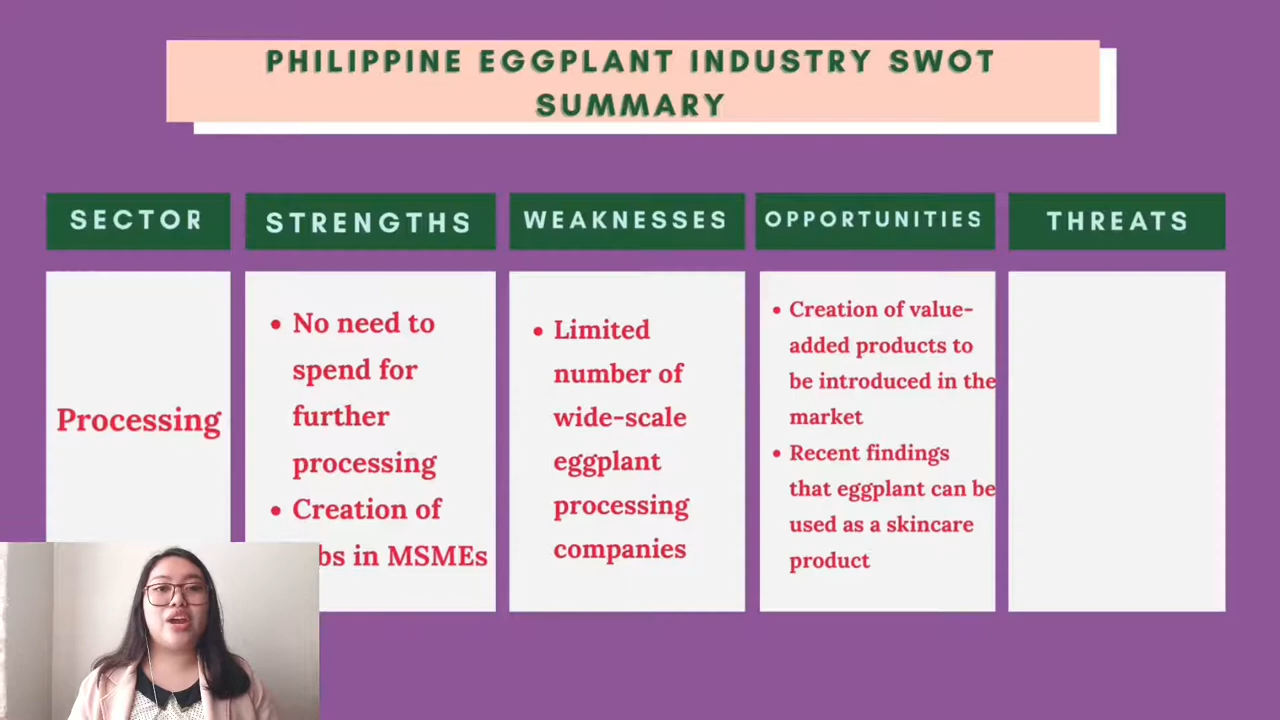 PHILIPPINE EGGPLANT INDUSTRY SWOT
SUMMARY
SECTOR
STRENGTHS
WEAKNESSES
OPPORTUNITIES
THREATS
Processing
• No need to
spend for
further
processing
• Creation of
bs in MSMEs
• Limited
number of
wide-scale
eggplant
processing
companies
• Creation of value-
added products to
be introduced in the
market
• Recent findings
that eggplant can be
used as a skincare
product